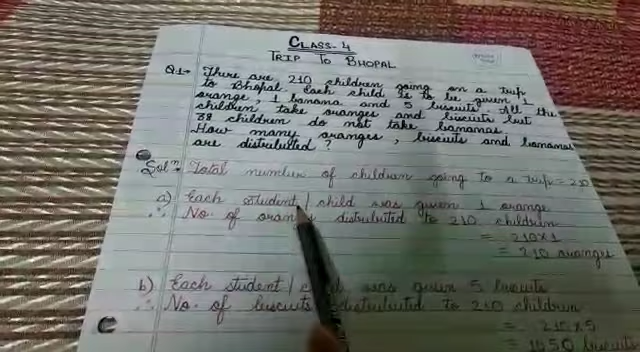 CLASS-4
TRIP TO BHOPAL
Q.1→ There are 210 children going on a trip
to Bhopal. Each child is to be given 1
orange, 1 banana and 5 biscuits. All the
children take oranges and biscuits but
38 children do not take bananas.
How many oranges, biscuits and bananas
are distributed ?
Solⁿ→ Total number of children going to a trip = 210
a) Each student / child was given 1 orange
∴ No. of oranges distributed to 210 children
= 210×1
= 210 oranges
b) Each student / child was given 5 biscuits
∴ No. of biscuits distributed to 210 children
= 210×5
= 1050 biscuits